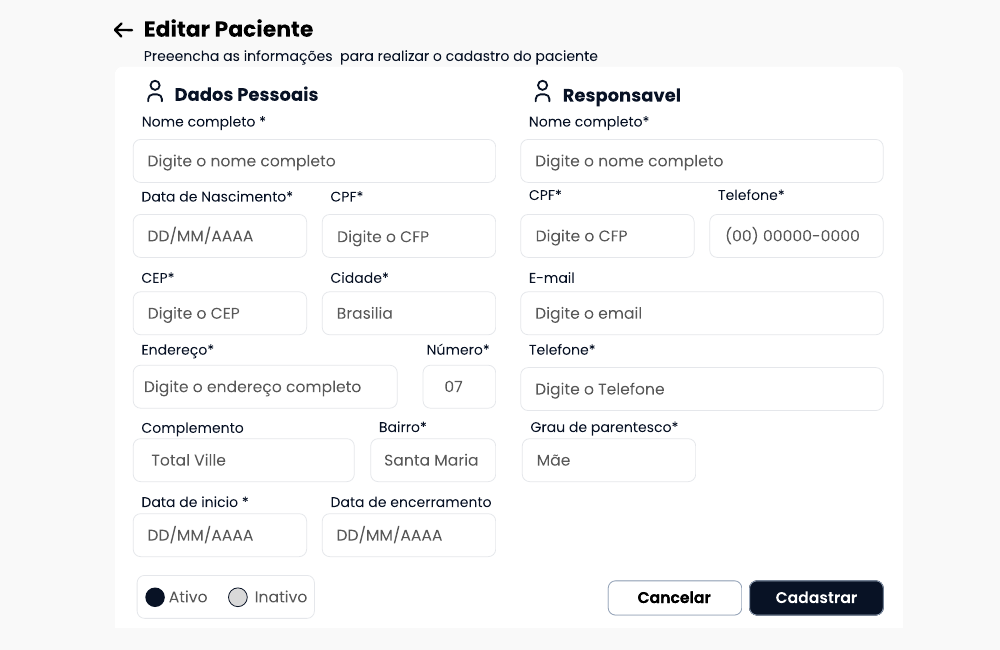 Editar Paciente
Preeencha as informações para realizar o cadastro do paciente
Dados Pessoais
Nome completo *
Digite o nome completo
Data de Nascimento* CPF*
DD/MM/AAAA Digite o CFP
CEP* Cidade*
Digite o CEP Brasilia
Endereço* Número*
Digite o endereço completo 07
Complemento Bairro*
Total Ville Santa Maria
Data de inicio * Data de encerramento
DD/MM/AAAA DD/MM/AAAA
Ativo Inativo
Responsavel
Nome completo*
Digite o nome completo
CPF* Telefone*
Digite o CFP (00) 00000-0000
E-mail
Digite o email
Telefone*
Digite o Telefone
Grau de parentesco*
Mãe
Cancelar Cadastrar